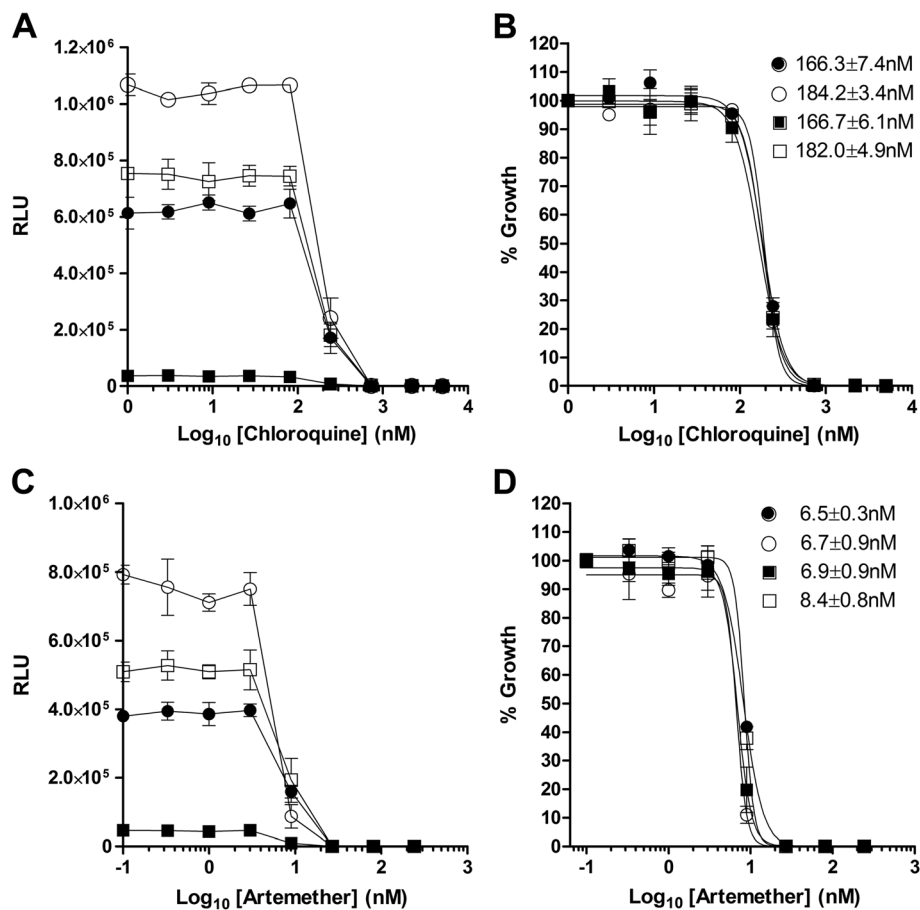 A
1.2×10⁶
1.0×10⁶
8.0×10⁵
6.0×10⁵
4.0×10⁵
2.0×10⁵
0
RLU
0 1 2 3 4
Log₁₀ [Chloroquine] (nM)
B
120
110
100
90
80
70
60
50
40
30
20
10
0
% Growth
0 1 2 3 4
Log₁₀ [Chloroquine] (nM)
166.3±7.4nM
184.2±3.4nM
166.7±6.1nM
182.0±4.9nM
C
1.0×10⁶
8.0×10⁵
6.0×10⁵
4.0×10⁵
2.0×10⁵
0
RLU
-1 0 1 2 3
Log₁₀ [Artemether] (nM)
D
120
110
100
90
80
70
60
50
40
30
20
10
0
% Growth
-1 0 1 2 3
Log₁₀ [Artemether] (nM)
6.5±0.3nM
6.7±0.9nM
6.9±0.9nM
8.4±0.8nM